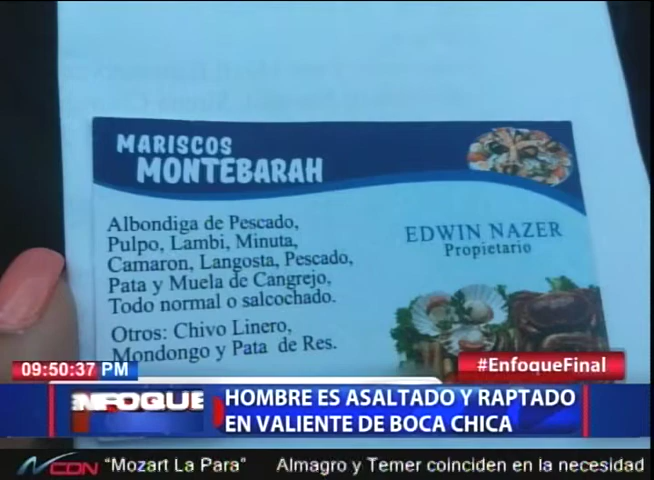 MARISCOS
MONTEBARAH
Albondiga de Pescado,
Pulpo, Lambi, Minuta,
Camaron, Langosta, Pescado,
Pata y Muela de Cangrejo,
Todo normal o salcochado.
Otros: Chivo Linero,
Mondongo y Pata de Res.
EDWIN NAZER
Propietario
#EnfoqueFinal
09:50:37 PM
ENFOQUE
HOMBRE ES ASALTADO Y RAPTADO
EN VALIENTE DE BOCA CHICA
CDN "Mozart La Para" Almagro y Temer coinciden en la necesidad